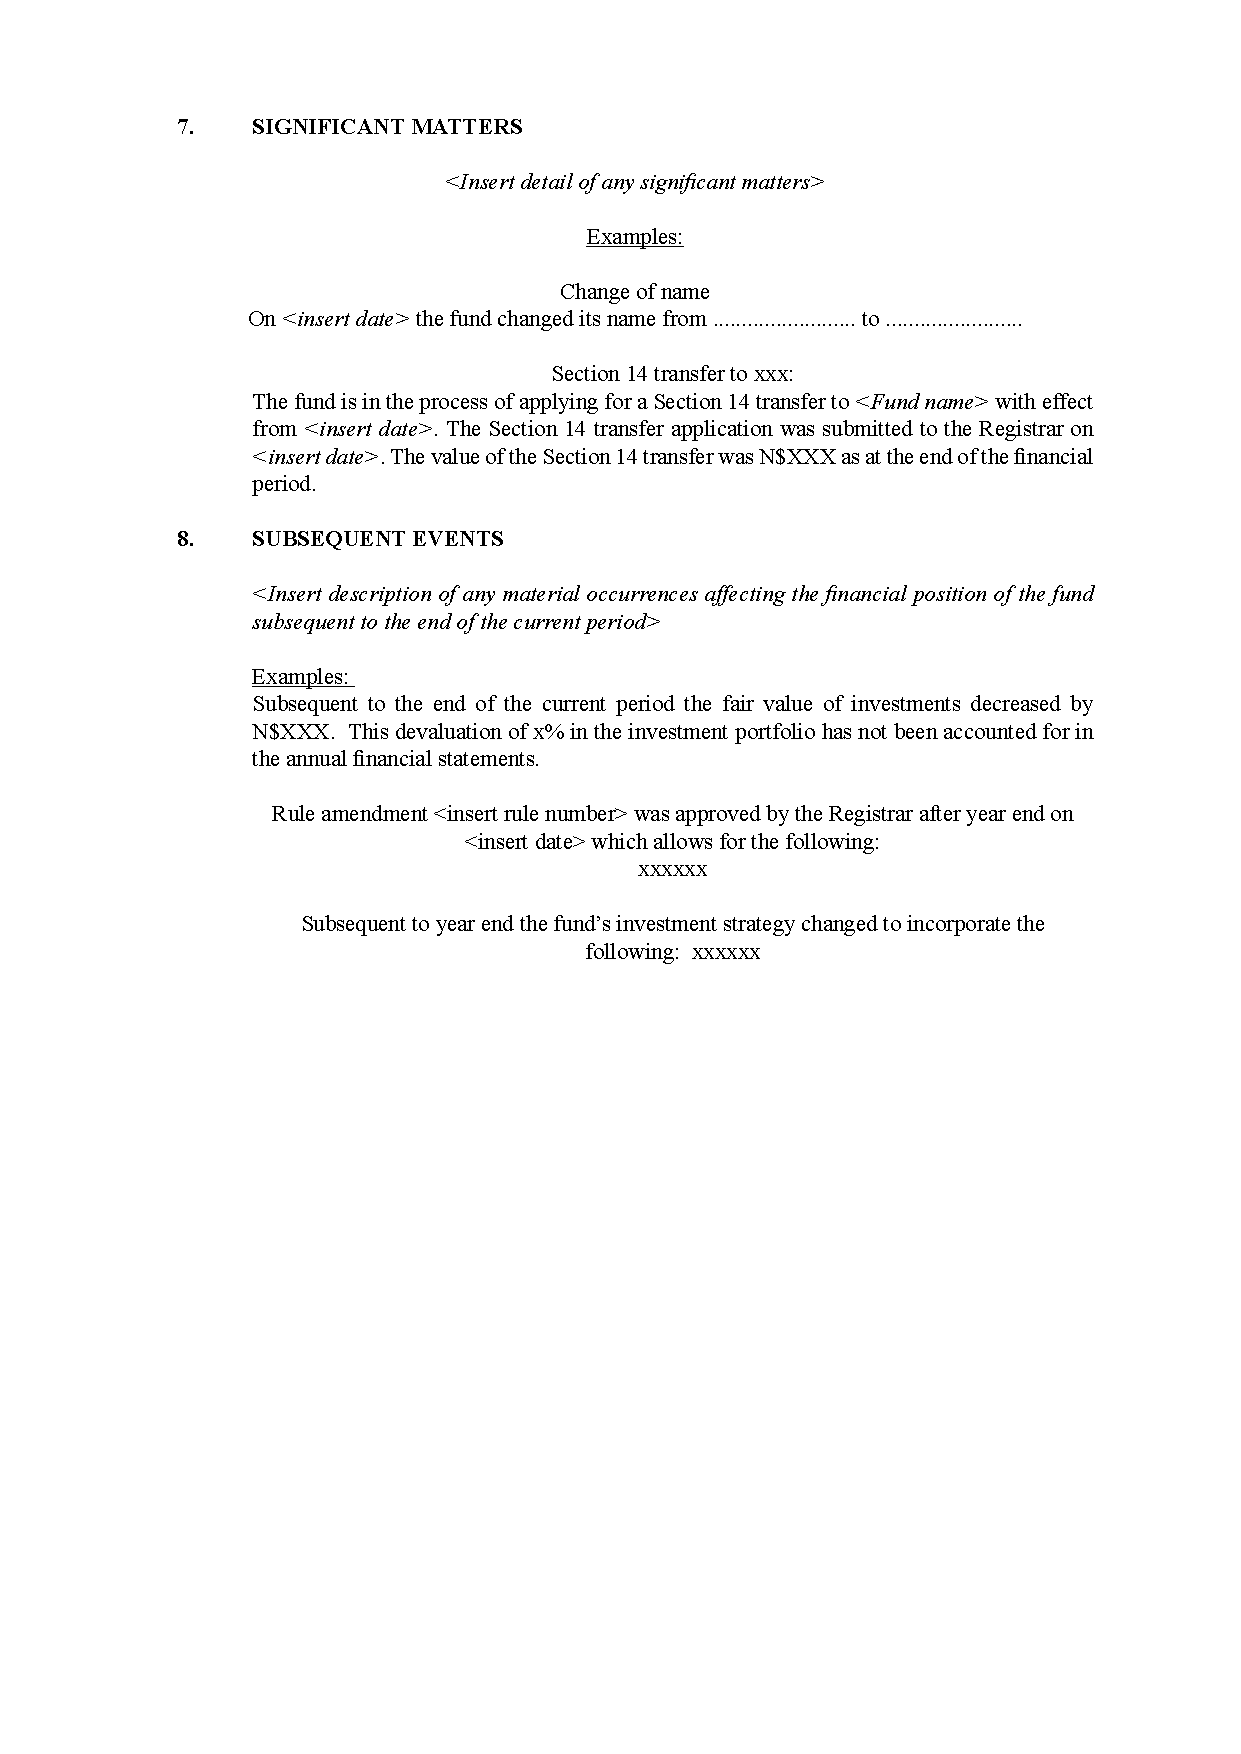 7. SIGNIFICANT MATTERS
<Insert detail of any significant matters>
Examples:
Change of name
On <insert date> the fund changed its name from ......................... to ........................
Section 14 transfer to xxx:
The fund is in the process of applying for a Section 14 transfer to <Fund name> with effect
from <insert date>. The Section 14 transfer application was submitted to the Registrar on
<insert date>. The value of the Section 14 transfer was N$XXX as at the end of the financial
period.
8. SUBSEQUENT EVENTS
<Insert description of any material occurrences affecting the financial position of the fund
subsequent to the end of the current period>
Examples:
Subsequent to the end of the current period the fair value of investments decreased by
N$XXX.  This devaluation of x% in the investment portfolio has not been accounted for in
the annual financial statements.
Rule amendment <insert rule number> was approved by the Registrar after year end on
<insert date> which allows for the following:
xxxxxx
Subsequent to year end the fund’s investment strategy changed to incorporate the
following:  xxxxxx